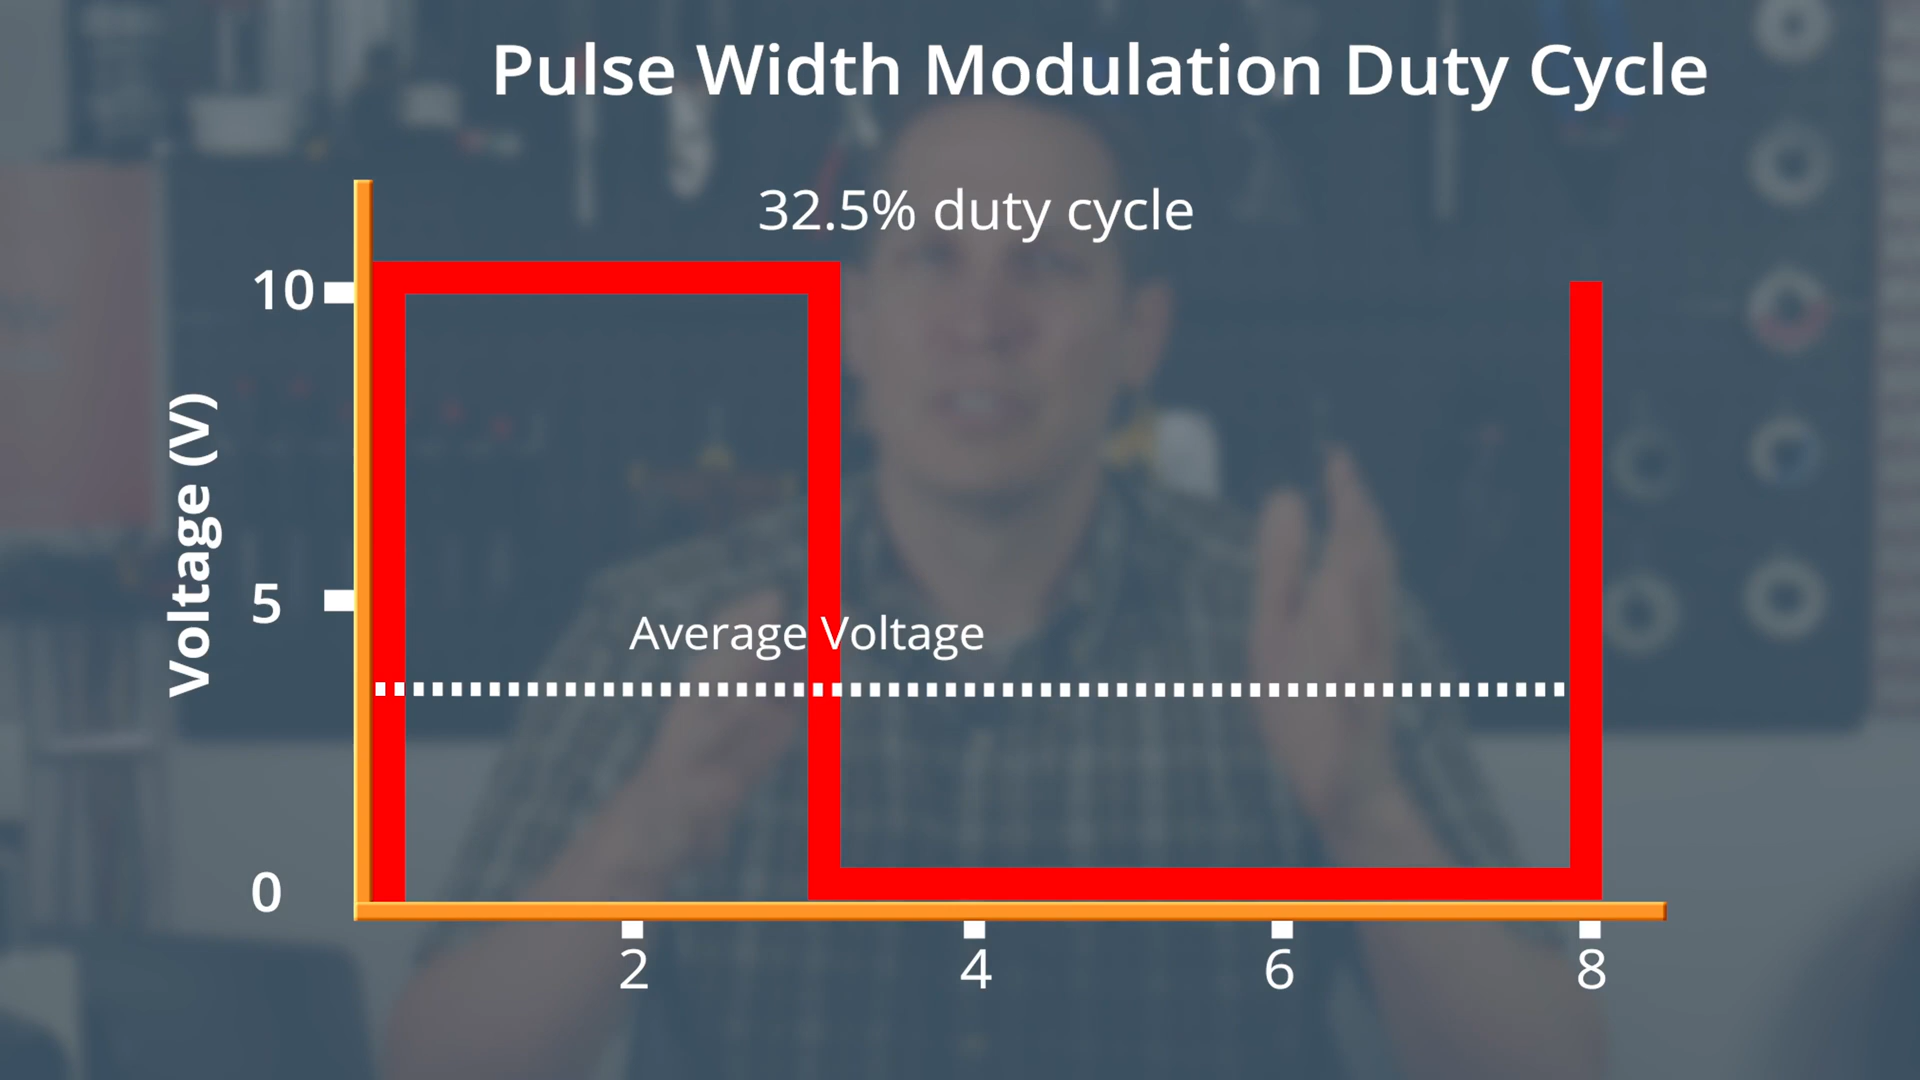 Pulse Width Modulation Duty Cycle
32.5% duty cycle
10
Voltage (V)
5
Average Voltage
0
2 4 6 8